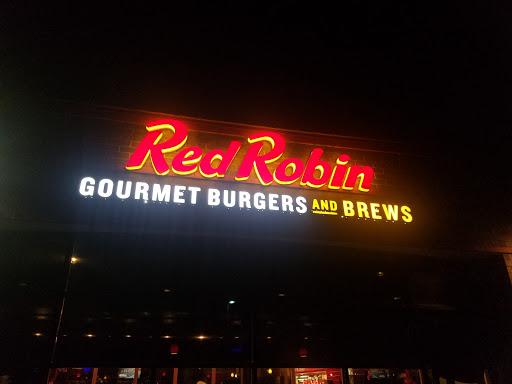 Red Robin
GOURMET BURGERS AND BREWS